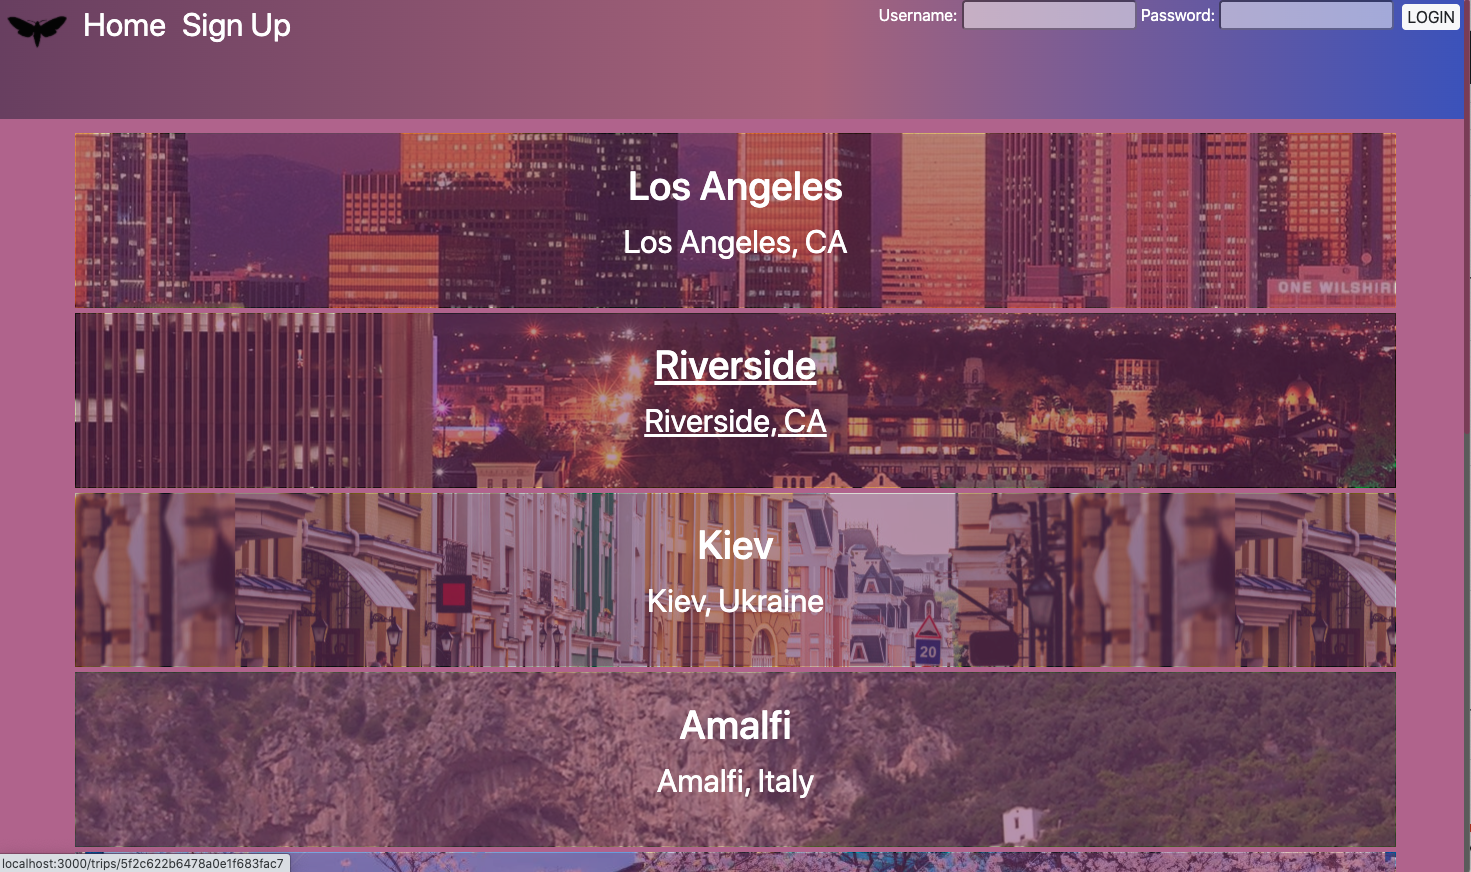 Home Sign Up Username: Password: LOGIN
Los Angeles
Los Angeles, CA
ONE WILSHIR
Riverside
Riverside, CA
Kiev
Kiev, Ukraine
20
Amalfi
Amalfi, Italy
localhost:3000/trips/5f2c622b6478a0e1f683fac7